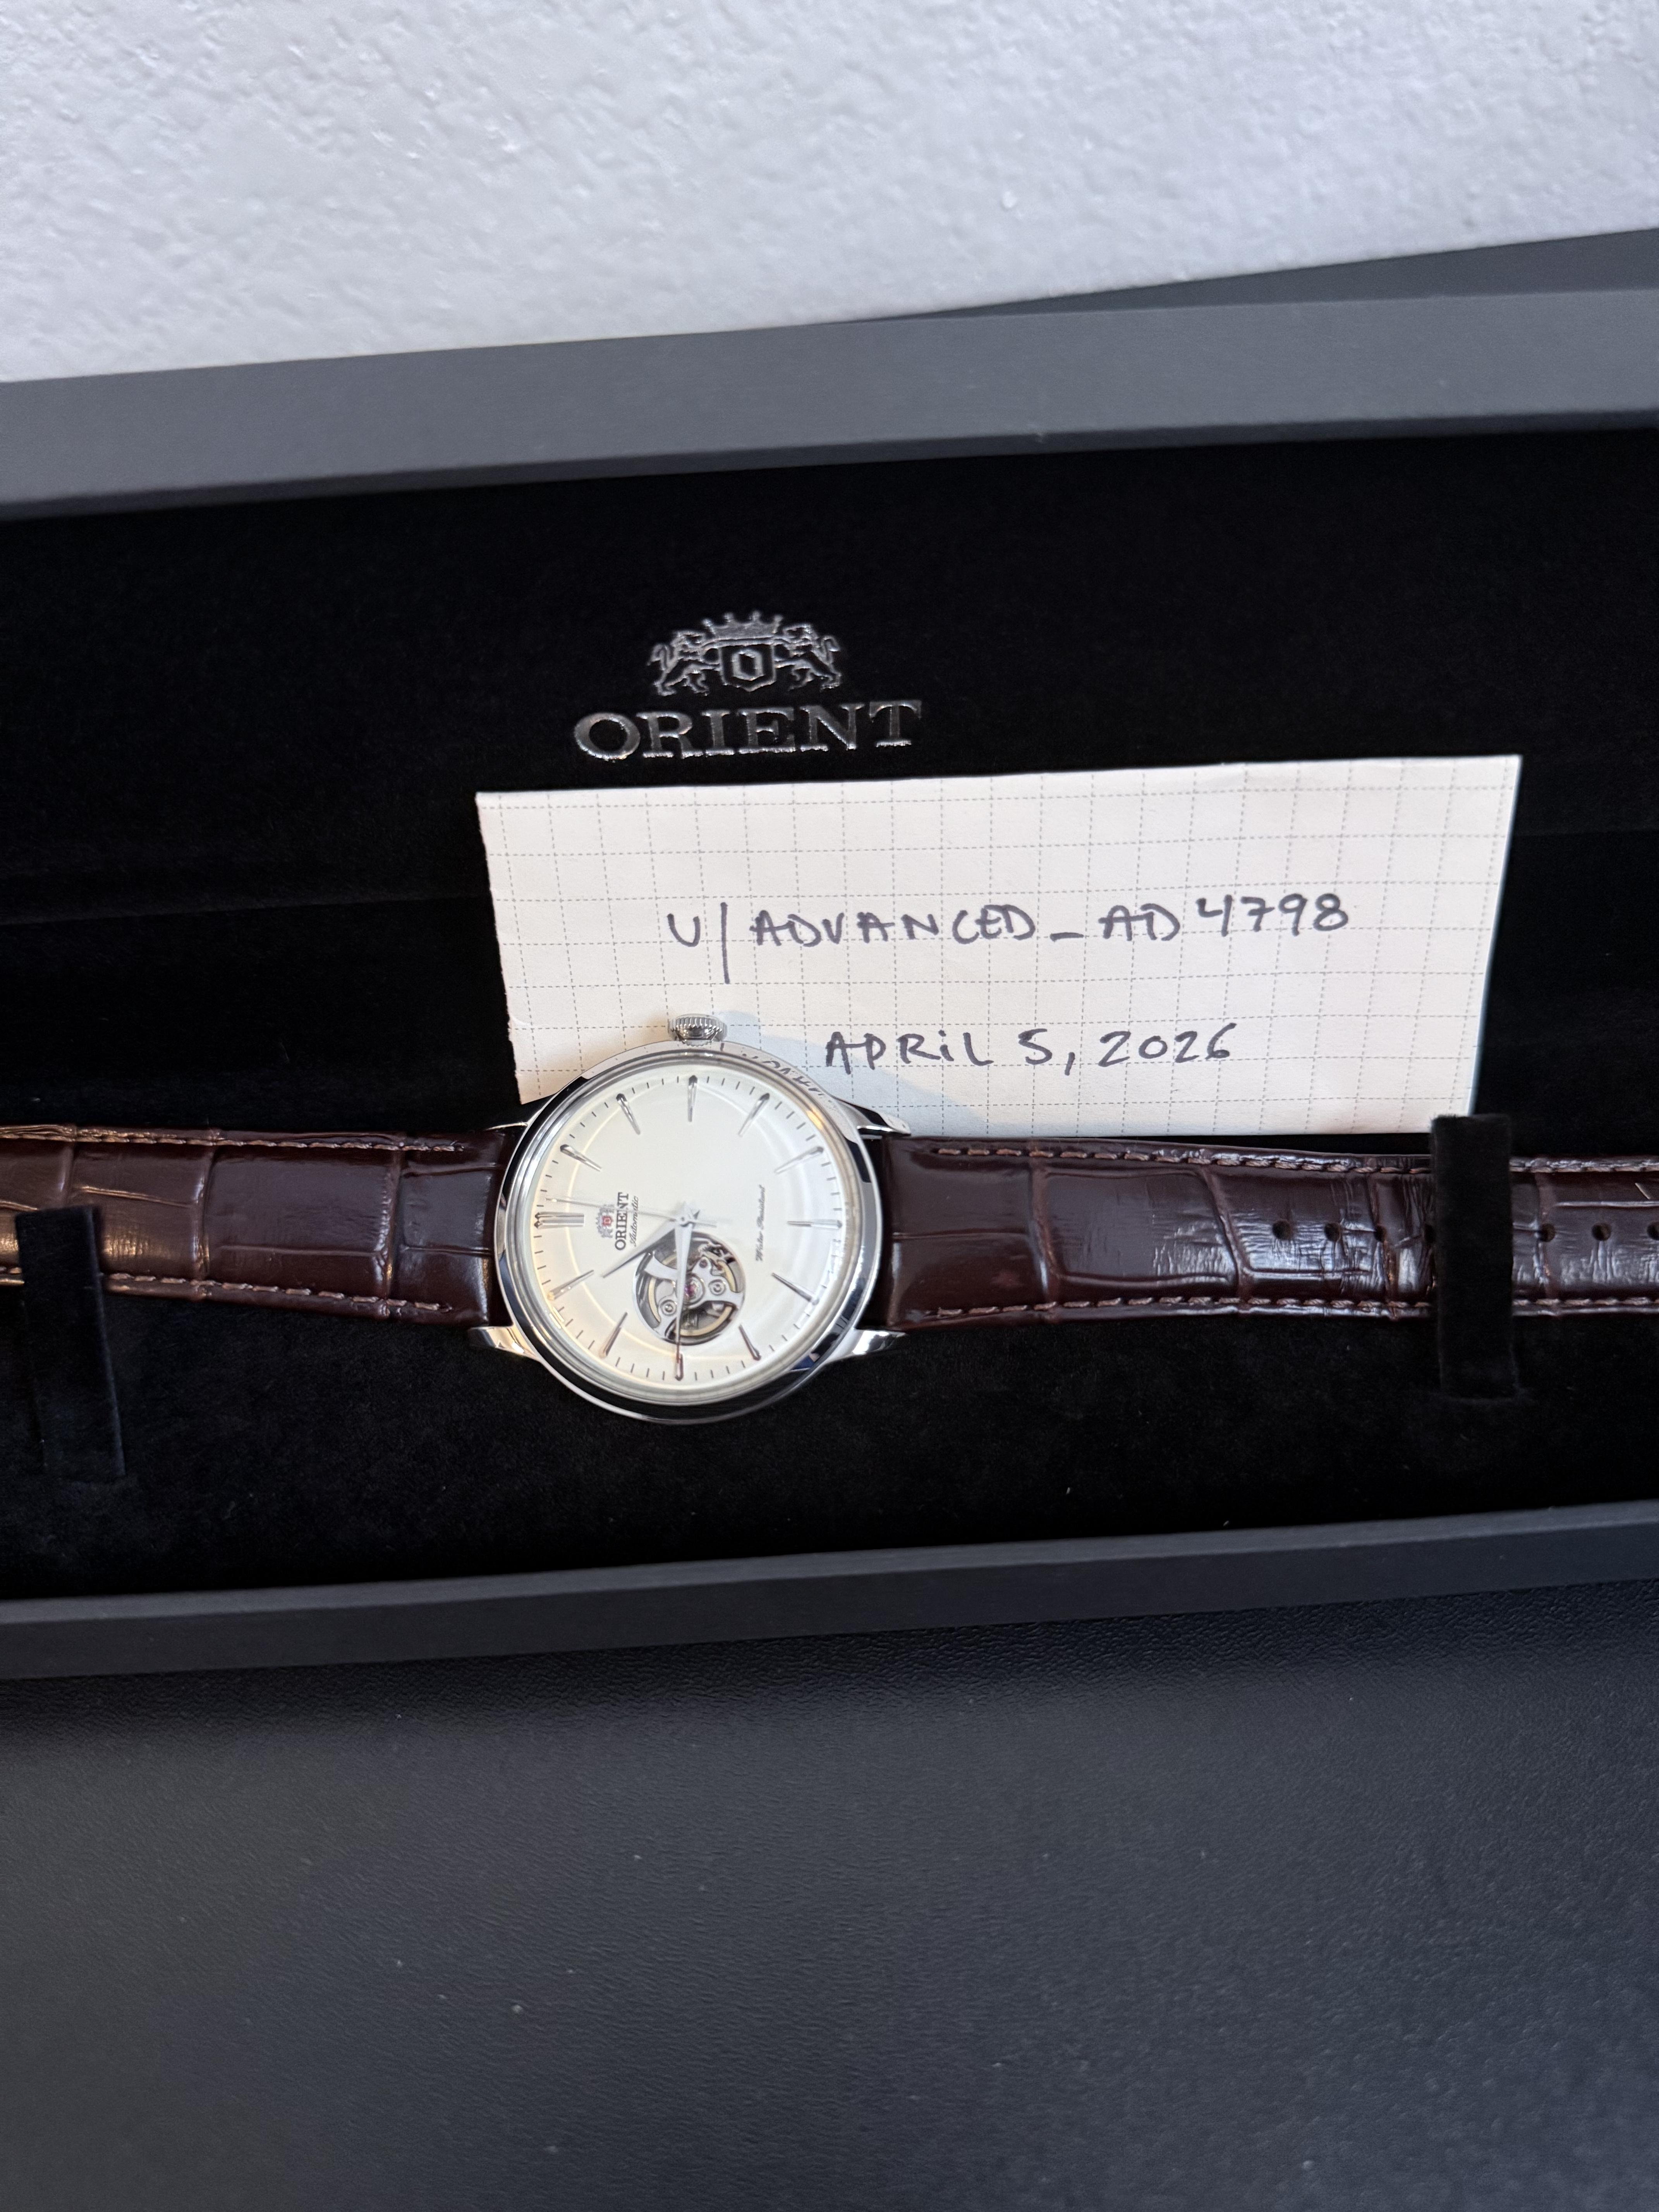 ORIENT
U/ADVANCED_AD4798
APRIL 5, 2026
ORIENT
Automatic
Water Resistant